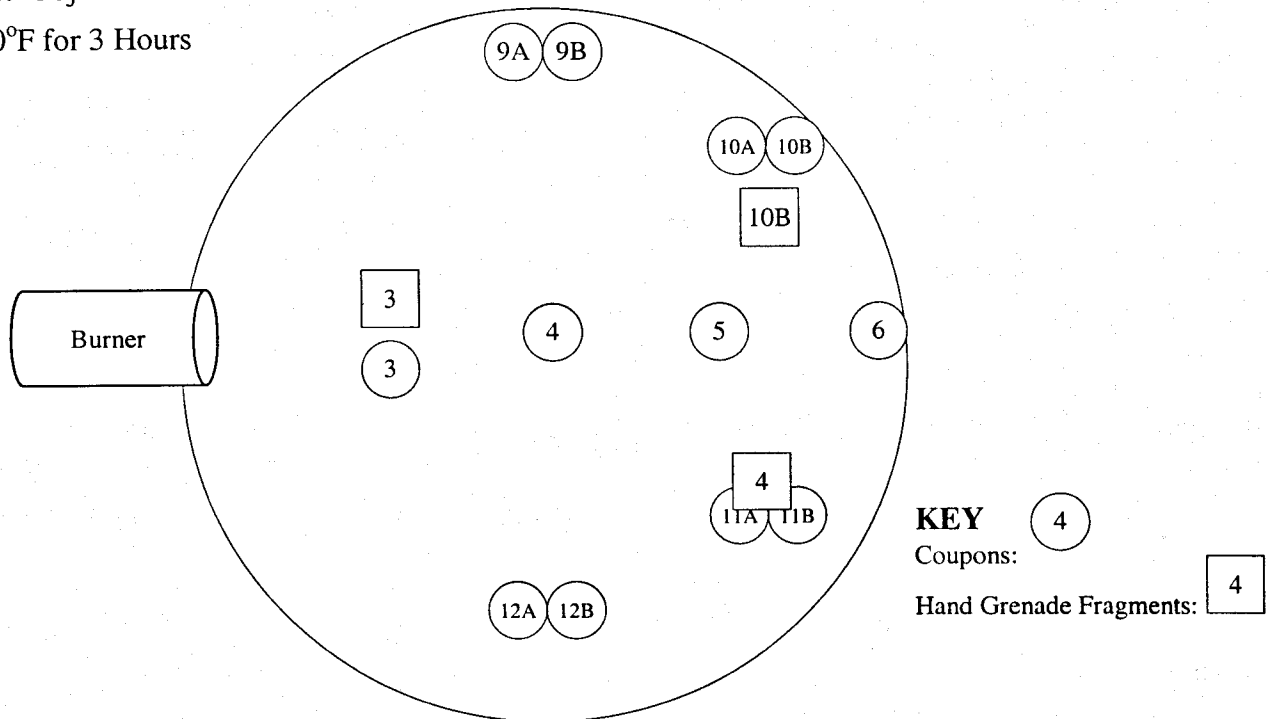 °F for 3 Hours
9A 9B
10A 10B
10B
3
4
5
6
Burner
3
4
11A 11B
KEY
4
Coupons:
4
Hand Grenade Fragments:
12A 12B